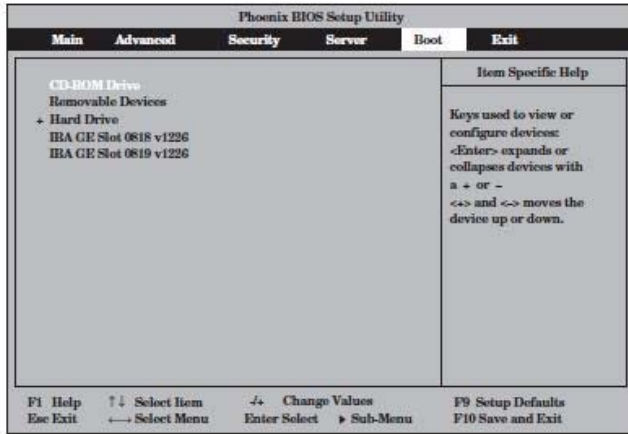 Phoenix BIOS Setup Utility
Main Advanced Security Server Boot Exit
CD-ROM Drive
Removable Devices
+ Hard Drive
IBA GE Slot 0818 v1226
IBA GE Slot 0819 v1226
Item Specific Help
Keys used to view or
configure devices:
<Enter> expands or
collapses devices with
a + or –
<+> and <-> moves the
device up or down.
F1 Help ↑↓ Select Item -/+ Change Values F9 Setup Defaults
Esc Exit ←→ Select Menu Enter Select ▶ Sub-Menu F10 Save and Exit